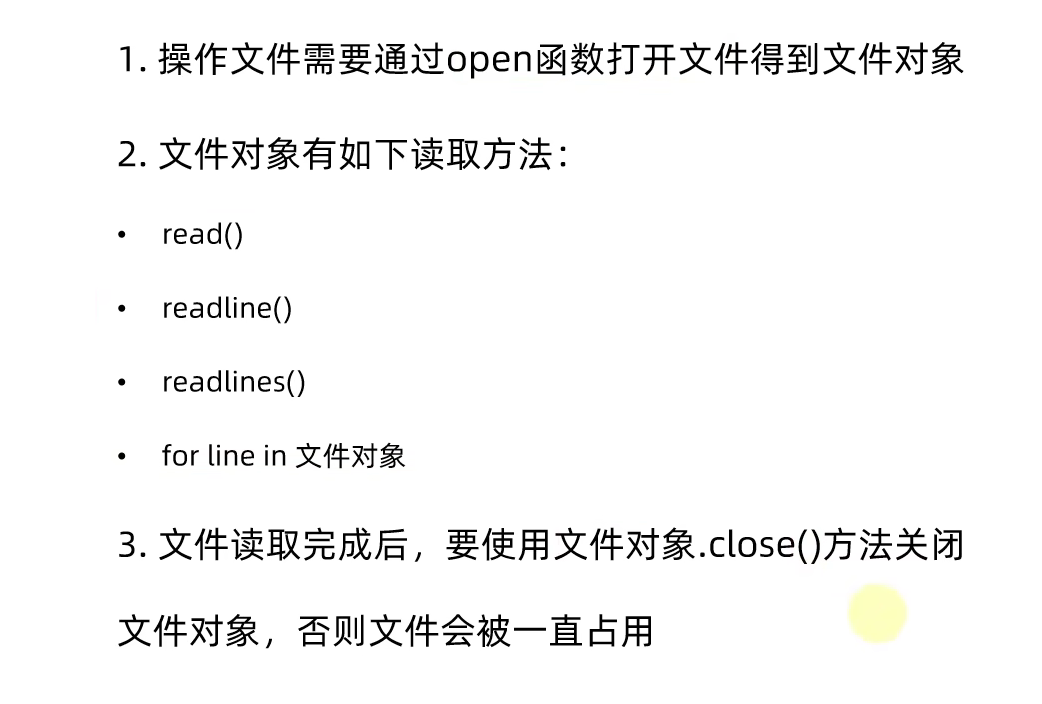 1. 操作文件需要通过open函数打开文件得到文件对象
2. 文件对象有如下读取方法：
• read()
• readline()
• readlines()
• for line in 文件对象
3. 文件读取完成后，要使用文件对象.close()方法关闭
文件对象，否则文件会被一直占用